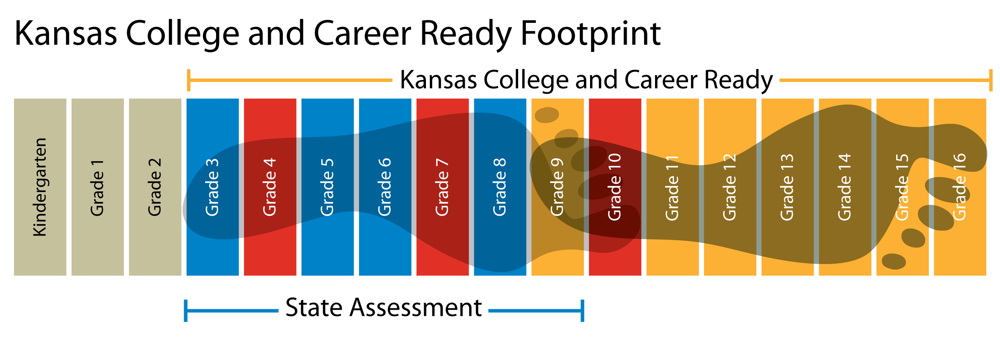 Kansas College and Career Ready Footprint
Kansas College and Career Ready
Kindergarten
Grade 1
Grade 2
Grade 3
Grade 4
Grade 5
Grade 6
Grade 7
Grade 8
Grade 9
Grade 10
Grade 11
Grade 12
Grade 13
Grade 14
Grade 15
Grade 16
State Assessment